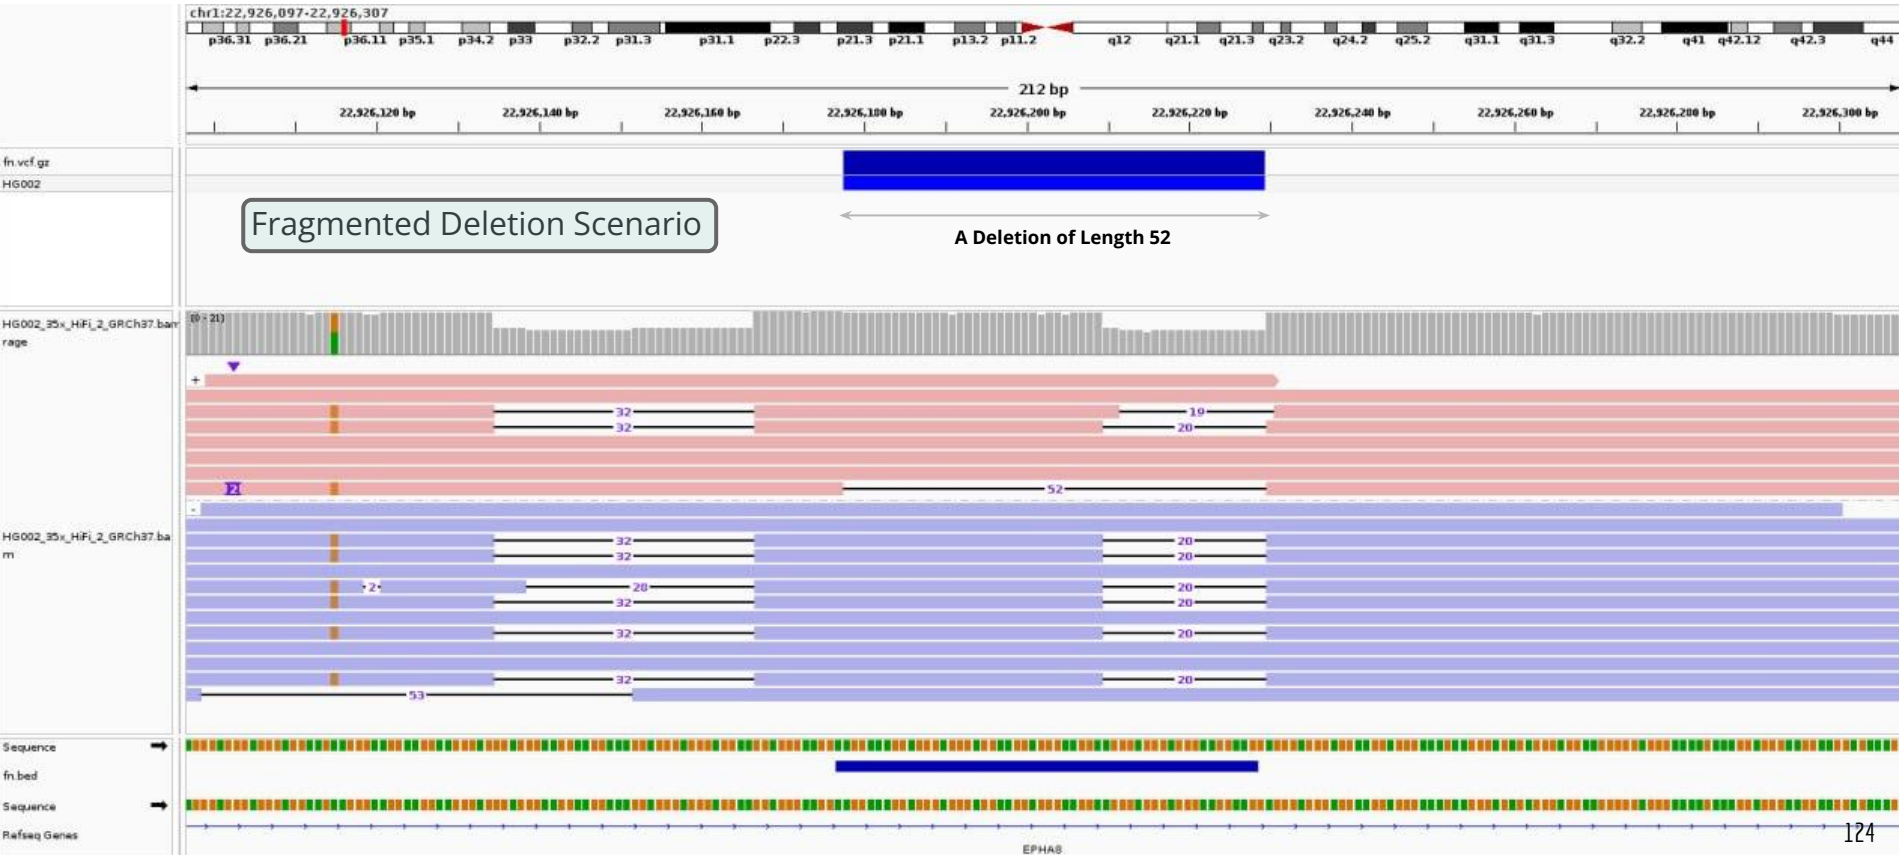 chr1:22,926,097-22,926,307
p36.31 p36.21 p36.11 p35.1 p34.2 p33 p32.2 p31.3 p31.1 p22.3 p21.3 p21.1 p13.2 p11.2 q12 q21.1 q21.3 q23.2 q24.2 q25.2 q31.1 q31.3 q32.2 q41 q42.12 q42.3 q44
212 bp
22,926,120 bp 22,926,140 bp 22,926,160 bp 22,926,180 bp 22,926,200 bp 22,926,220 bp 22,926,240 bp 22,926,260 bp 22,926,280 bp 22,926,300 bp
fn.vcf.gz
HG002
Fragmented Deletion Scenario
A Deletion of Length 52
HG002_35x_HiFi_2_GRCh37.bam
rage
[0 - 21)
+
32 19
32 20
2 52
-
HG002_35x_HiFi_2_GRCh37.ba
m
32 20
32 20
2 28 20
32 20
32 20
32 20
53
Sequence
fn.bed
Sequence
Refseq Genes
EPHA8
124